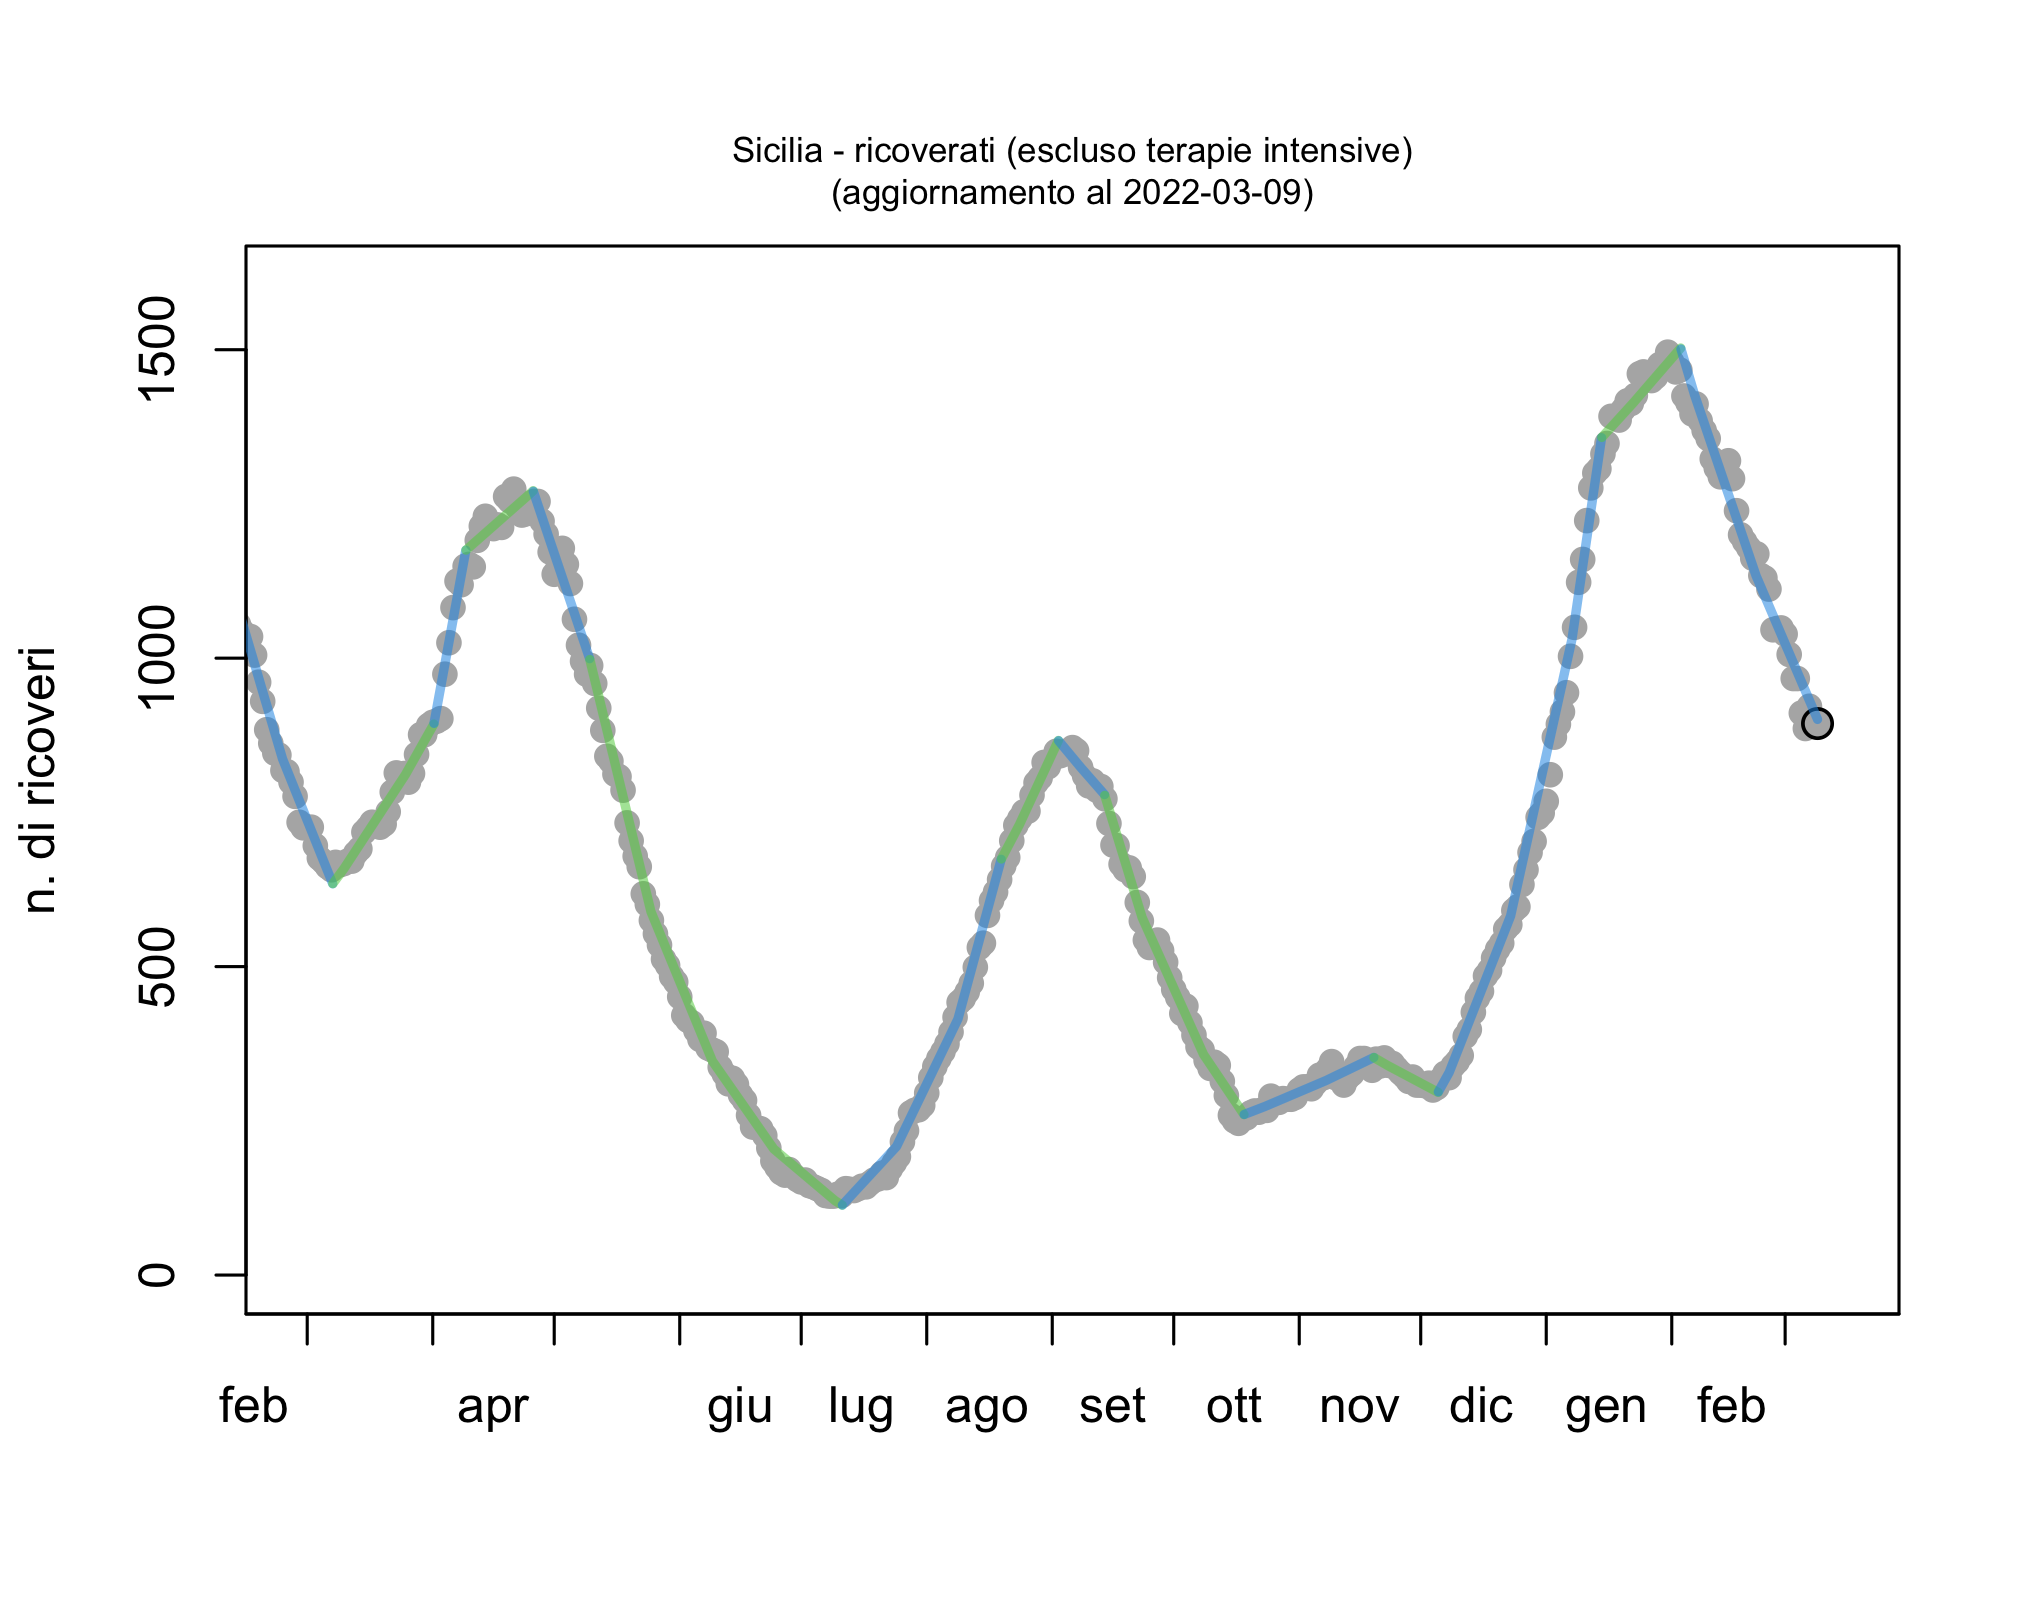 Sicilia - ricoverati (escluso terapie intensive)
(aggiornamento al 2022-03-09)
n. di ricoveri
1500
1000
500
0
feb apr giu lug ago set ott nov dic gen feb